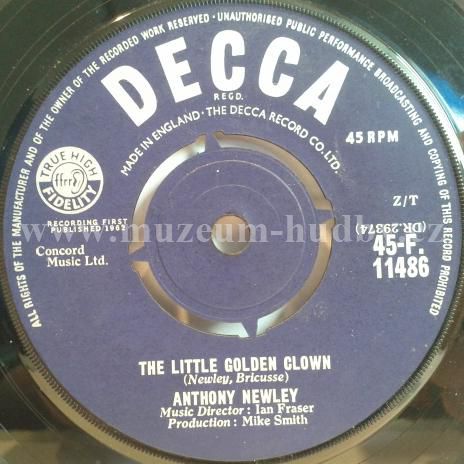 ALL RIGHTS OF THE MANUFACTURER AND OF THE OWNER OF THE RECORDED WORK RESERVED · UNAUTHORISED PUBLIC PERFORMANCE BROADCASTING AND COPYING OF THIS RECORD PROHIBITED
DECCA
REGD.
MADE IN ENGLAND · THE DECCA RECORD CO. LTD.
45 RPM
TRUE HIGH
ffrr
FIDELITY
T/Z
RECORDING FIRST
PUBLISHED 1962
(DR.29374)
Concord
Music Ltd.
45-F.
11486
www.muzeum-hudby.cz
THE LITTLE GOLDEN CLOWN
(Newley, Bricusse)
ANTHONY NEWLEY
Music Director : Ian Fraser
Production : Mike Smith